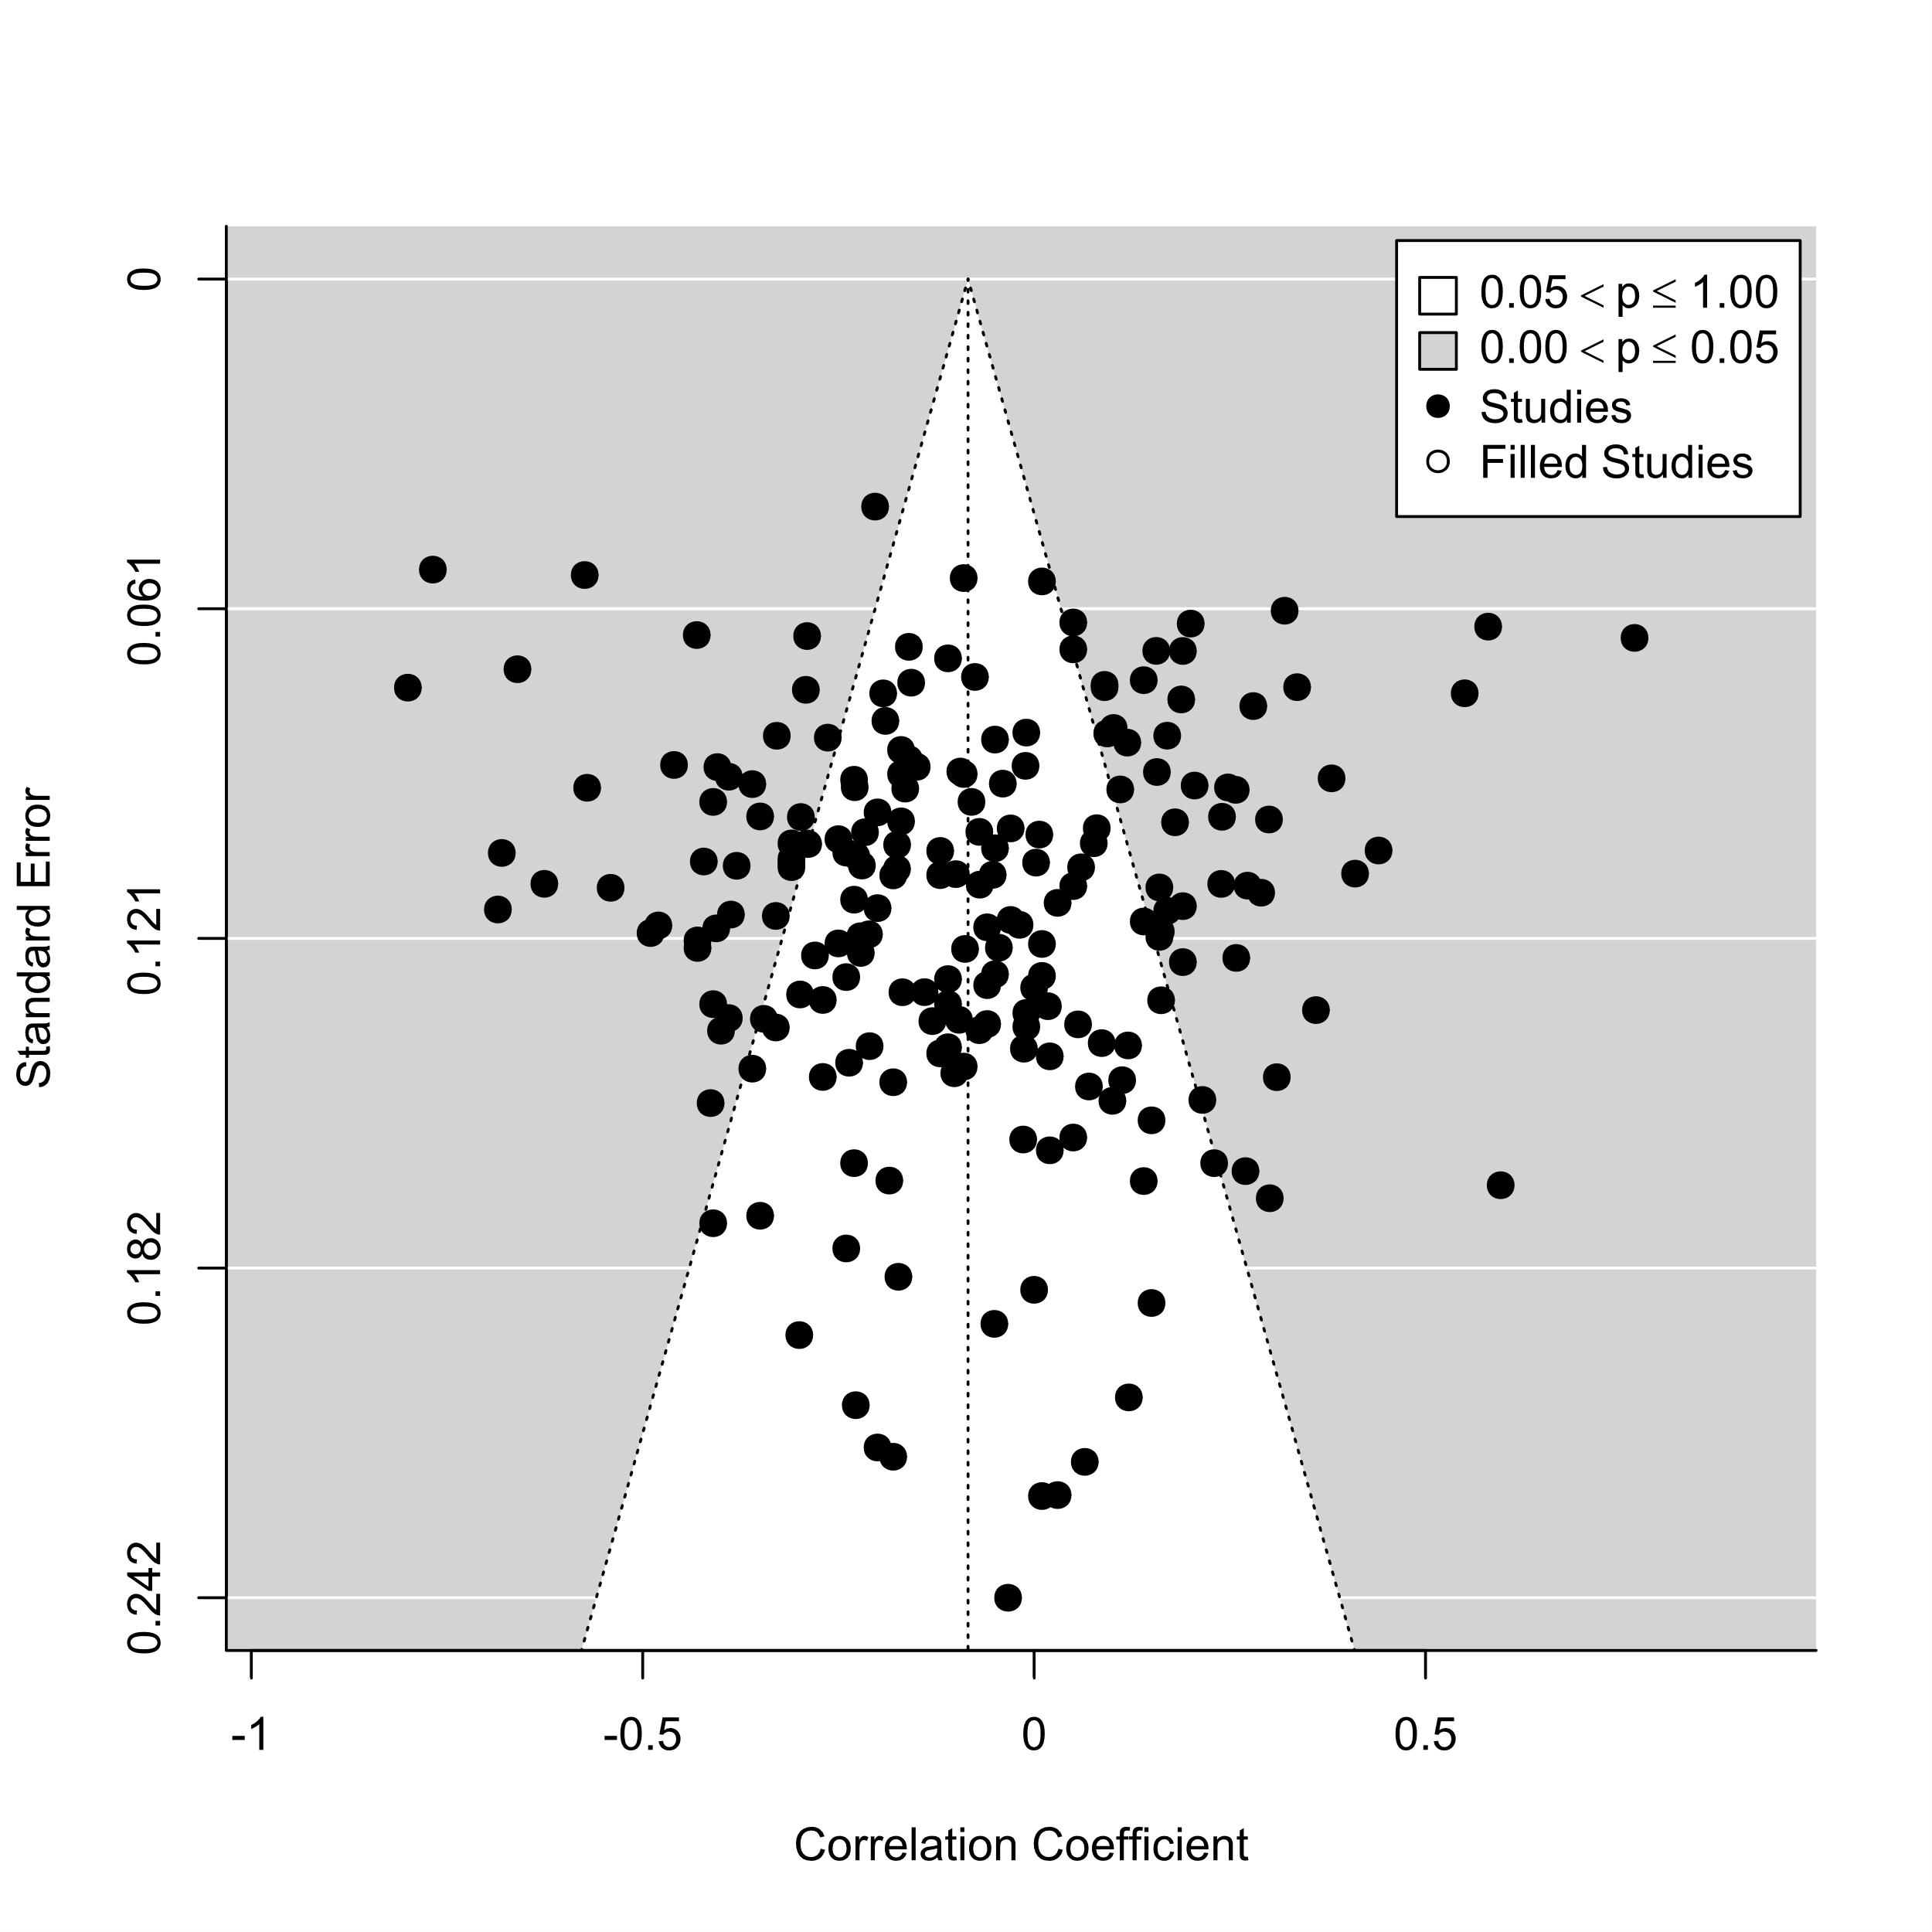 0.05 < p ≤ 1.00
0.00 < p ≤ 0.05
Studies
Filled Studies
Standard Error
0
0.061
0.121
0.182
0.242
-1
-0.5
0
0.5
Correlation Coefficient